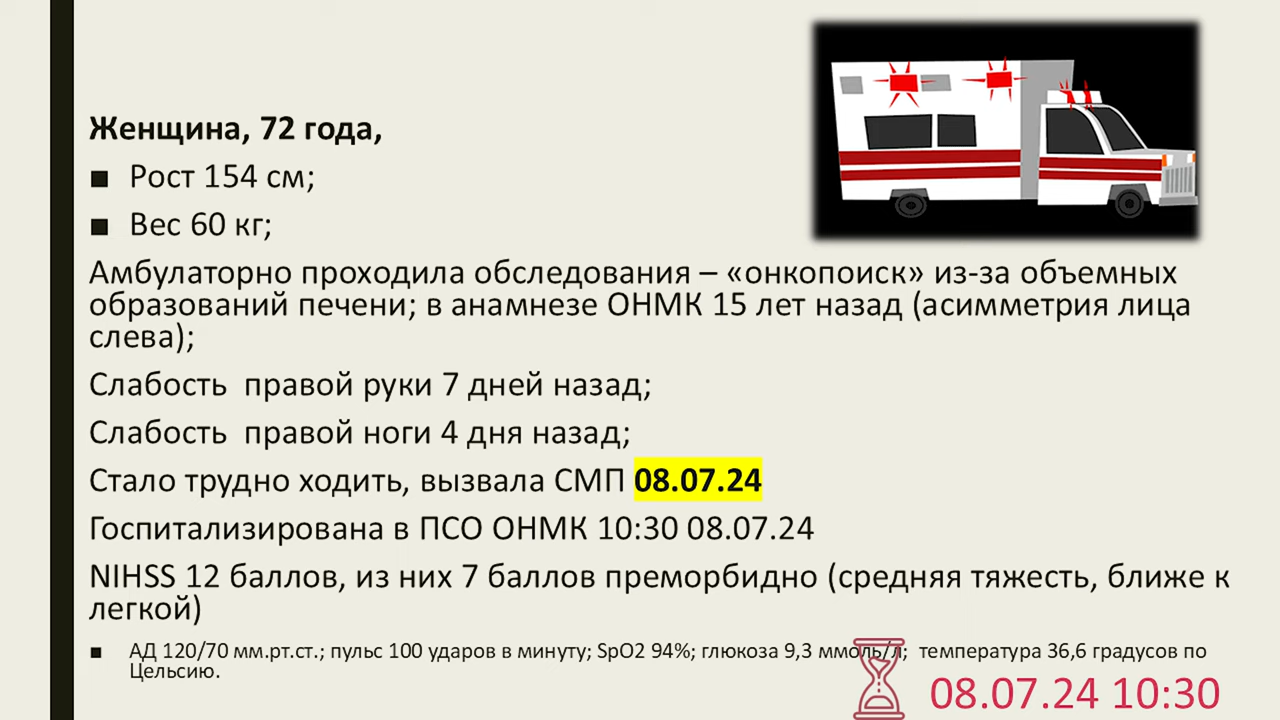 Женщина, 72 года,
■ Рост 154 см;
■ Вес 60 кг;
Амбулаторно проходила обследования – «онкопоиск» из-за объемных
образований печени; в анамнезе ОНМК 15 лет назад (асимметрия лица
слева);
Слабость правой руки 7 дней назад;
Слабость правой ноги 4 дня назад;
Стало трудно ходить, вызвала СМП 08.07.24
Госпитализирована в ПСО ОНМК 10:30 08.07.24
NIHSS 12 баллов, из них 7 баллов преморбидно (средняя тяжесть, ближе к
легкой)
■ АД 120/70 мм.рт.ст.; пульс 100 ударов в минуту; SpO2 94%; глюкоза 9,3 ммоль/л; температура 36,6 градусов по
Цельсию.
08.07.24 10:30